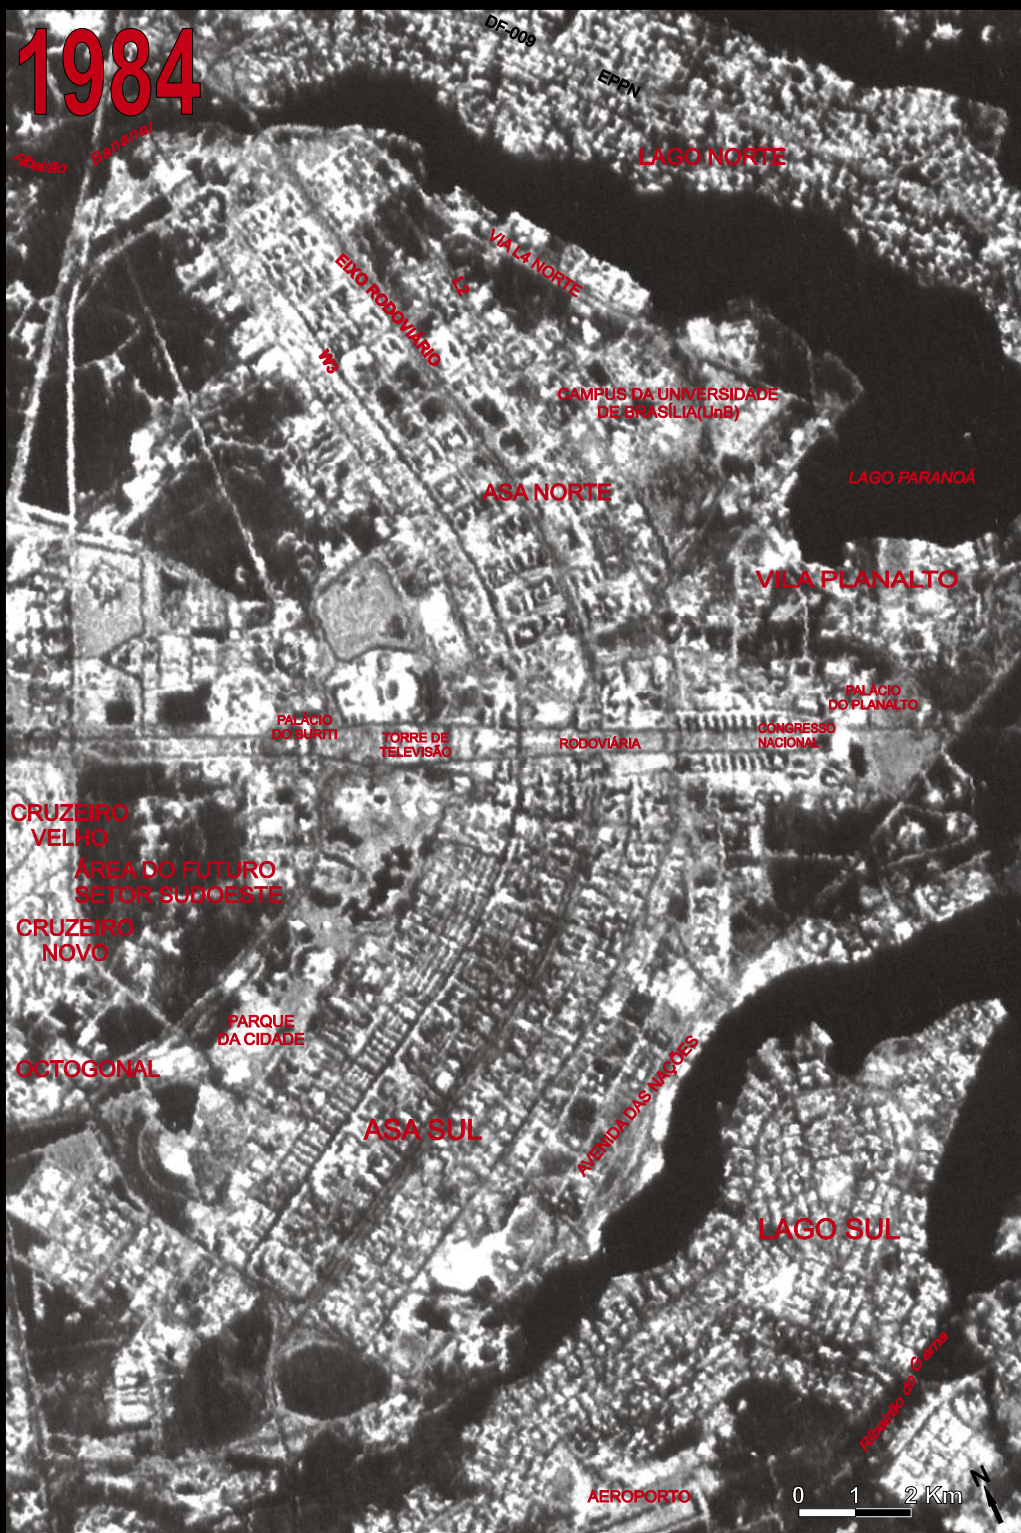 1984
DF-009
EPPN
Ribeirão Bananal
LAGO NORTE
VIA L4 NORTE
EIXO RODOVIÁRIO
L2
W3
CAMPUS DA UNIVERSIDADE
DE BRASÍLIA(UnB)
LAGO PARANOÁ
ASA NORTE
VILA PLANALTO
PALÁCIO
DO PLANALTO
PALÁCIO
DO BURITI
TORRE DE
TELEVISÃO
RODOVIÁRIA
CONGRESSO
NACIONAL
CRUZEIRO
VELHO
ÁREA DO FUTURO
SETOR SUDOESTE
CRUZEIRO
NOVO
PARQUE
DA CIDADE
OCTOGONAL
AVENIDA DAS NAÇÕES
ASA SUL
LAGO SUL
Ribeirão do Gama
AEROPORTO
N
0 1 2 Km